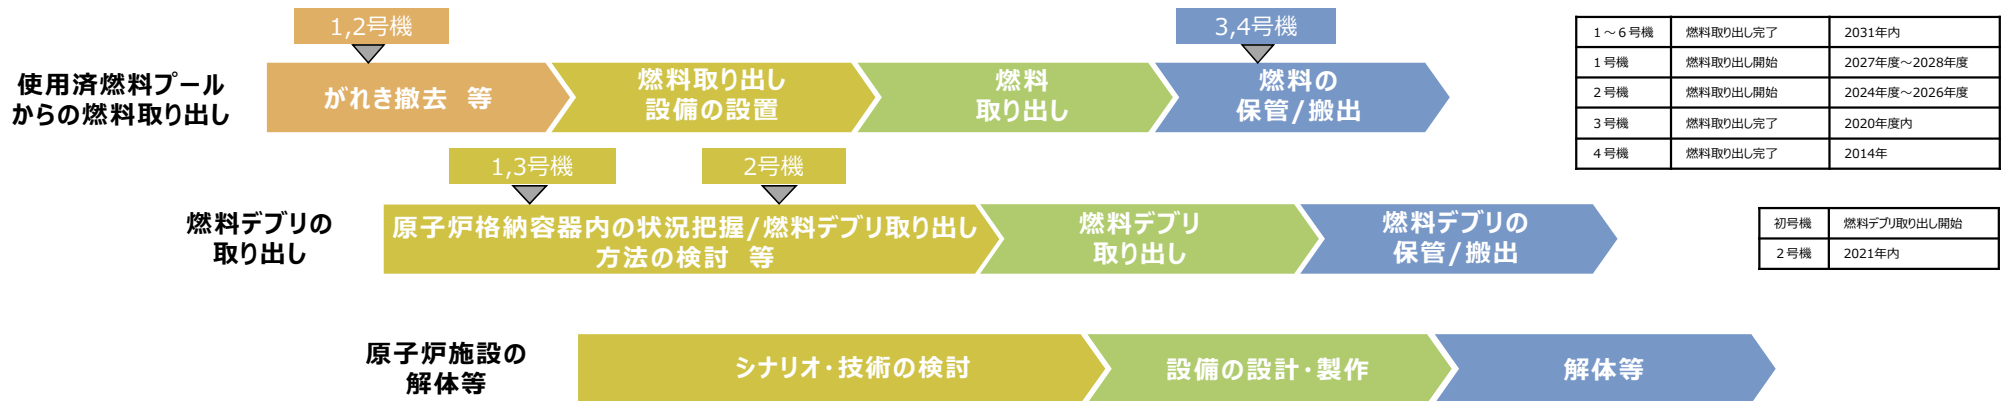 1,2号機
3,4号機
使用済燃料プール
からの燃料取り出し
がれき撤去 等
燃料取り出し
設備の設置
燃料
取り出し
燃料の
保管/搬出
1～6号機 燃料取り出し完了 2031年内
1号機 燃料取り出し開始 2027年度～2028年度
2号機 燃料取り出し開始 2024年度～2026年度
3号機 燃料取り出し完了 2020年度内
4号機 燃料取り出し完了 2014年
1,3号機
2号機
燃料デブリの
取り出し
原子炉格納容器内の状況把握/燃料デブリ取り出し
方法の検討 等
燃料デブリ
取り出し
燃料デブリの
保管/搬出
初号機 燃料デブリ取り出し開始
2号機 2021年内
原子炉施設の
解体等
シナリオ・技術の検討
設備の設計・製作
解体等